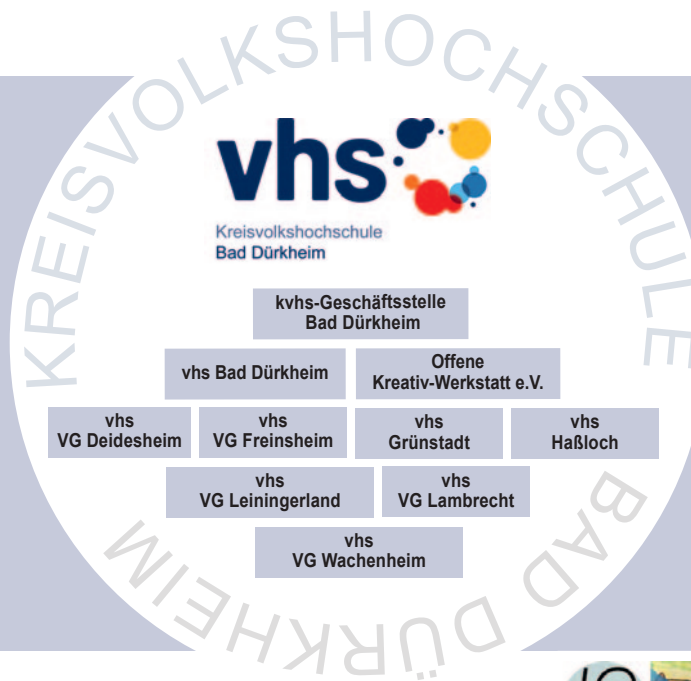 KREISVOLKSHOCHSCHULE
vhs
Kreisvolkshochschule
Bad Dürkheim
kvhs-Geschäftsstelle
Bad Dürkheim
vhs Bad Dürkheim
Offene
Kreativ-Werkstatt e.V.
vhs
VG Deidesheim
vhs
VG Freinsheim
vhs
Grünstadt
vhs
Haßloch
vhs
VG Leiningerland
vhs
VG Lambrecht
vhs
VG Wachenheim
BAD DÜRKHEIM